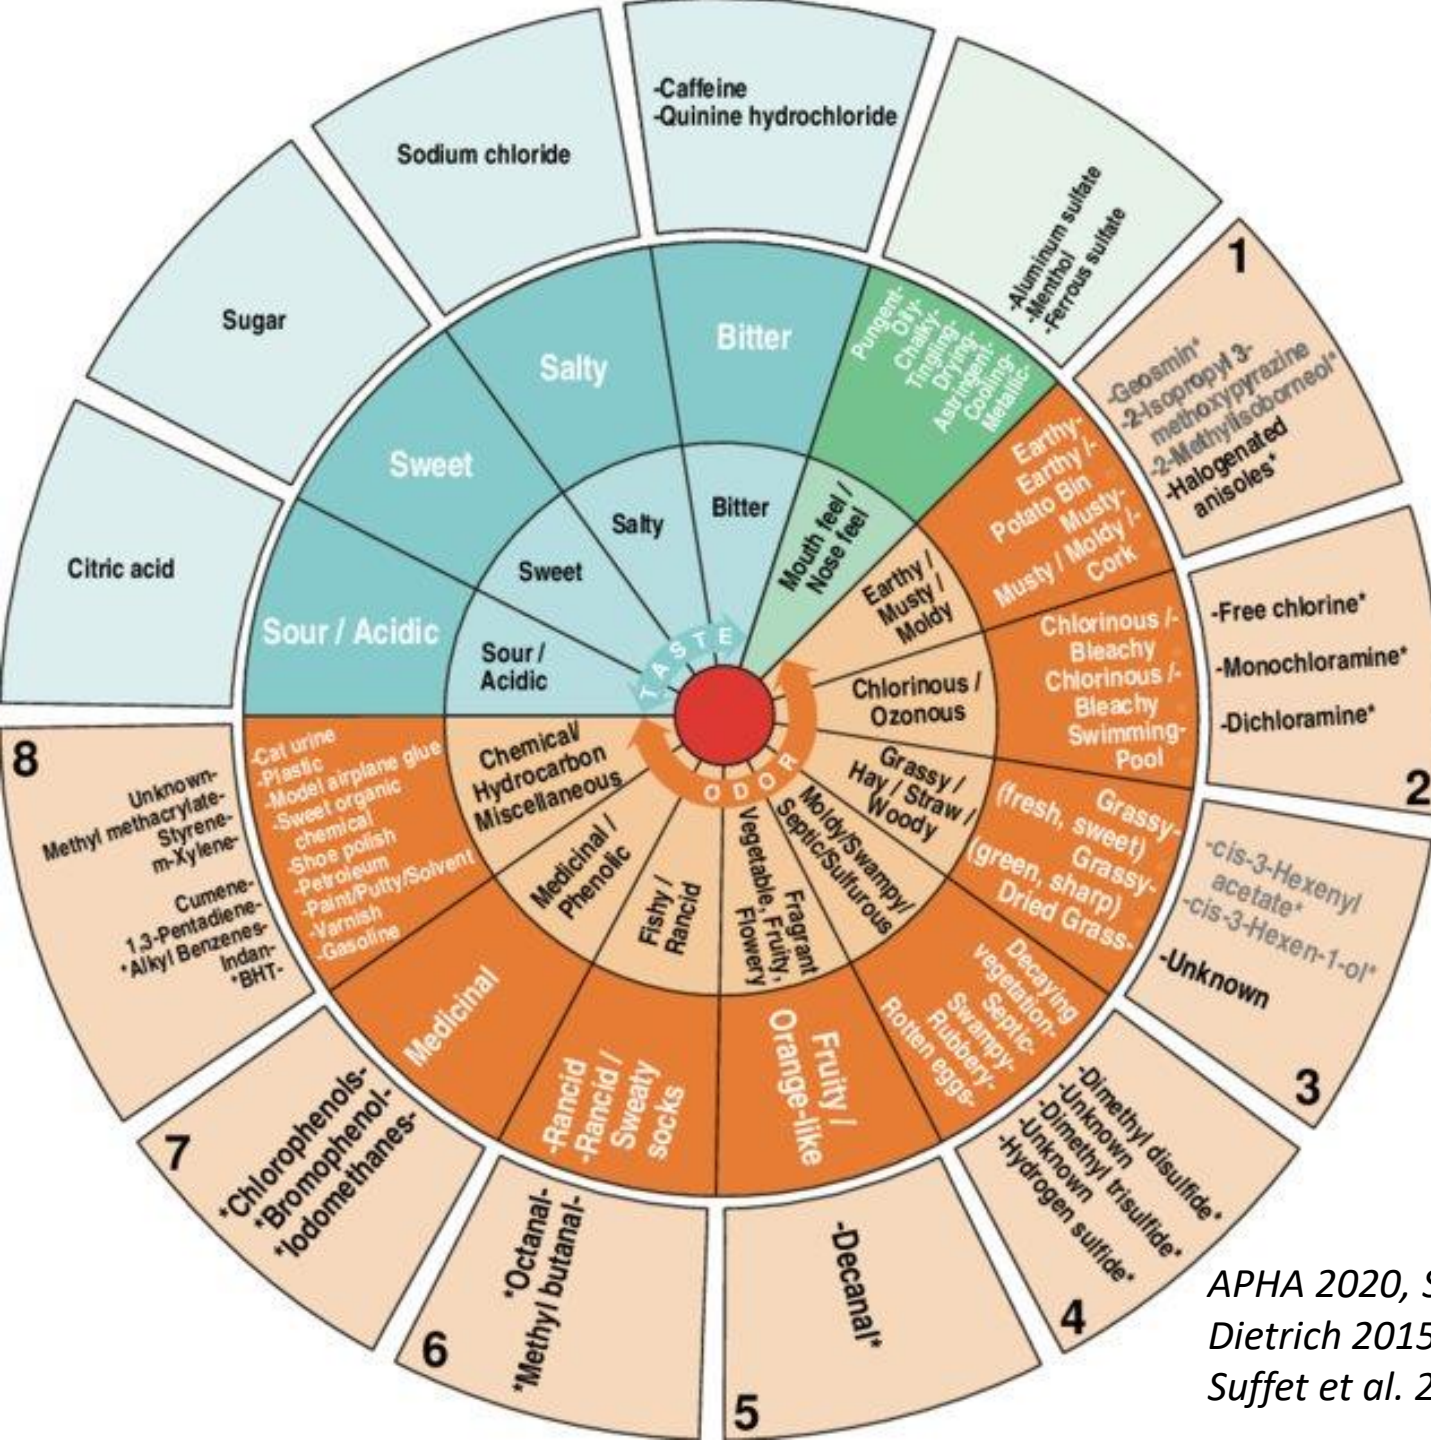 -Caffeine
-Quinine hydrochloride
Sodium chloride
Sugar
Citric acid
-Aluminum sulfate
-Menthol
-Ferrous sulfate
Bitter
Salty
Sweet
Sour / Acidic
Pungent-
Oily-
Chalky-
Tingling-
Drying-
Astringent-
Cooling-
Metallic-
Bitter
Salty
Sweet
Sour /
Acidic
Mouth feel /
Nose feel
TASTE
ODOR
1
-Geosmin*
-2-Isopropyl 3-
methoxypyrazine
-2-Methylisoborneol*
-Halogenated
anisoles*
Earthy-
Earthy /-
Potato Bin
Musty-
Musty / Moldy /-
Cork
Earthy /
Musty /
Moldy
2
-Free chlorine*
-Monochloramine*
-Dichloramine*
Chlorinous /-
Bleachy
Chlorinous /-
Bleachy
Swimming-
Pool
Chlorinous /
Ozonous
3
-cis-3-Hexenyl
acetate*
-cis-3-Hexen-1-ol*
-Unknown
Grassy-
(fresh, sweet)
Grassy-
(green, sharp)
Dried Grass-
Grassy /
Hay / Straw /
Woody
4
-Dimethyl disulfide*
-Unknown
-Dimethyl trisulfide*
-Unknown
-Hydrogen sulfide*
Decaying
vegetation-
Septic-
Swampy-
Rubbery-
Rotten eggs-
Moldy/Swampy/
Septic/Sulfurous
5
-Decanal*
Fruity /
Orange-like
Fragrant
Vegetable, Fruity,
Flowery
6
*Octanal-
*Methyl butanal-
-Rancid
-Rancid /
Sweaty
socks
Fishy /
Rancid
7
*Chlorophenols-
*Bromophenol-
*Iodomethanes-
Medicinal
Medicinal /
Phenolic
8
Unknown-
Methyl methacrylate-
Styrene-
m-Xylene-
Cumene-
1,3-Pentadiene-
*Alkyl Benzenes-
Indan-
*BHT-
-Cat urine
-Plastic
-Model airplane glue
-Sweet organic
chemical
-Shoe polish
-Petroleum
-Paint/Putty/Solvent
-Varnish
-Gasoline
Chemical/
Hydrocarbon
Miscellaneous
APHA 2020, S
Dietrich 2015
Suffet et al. 2